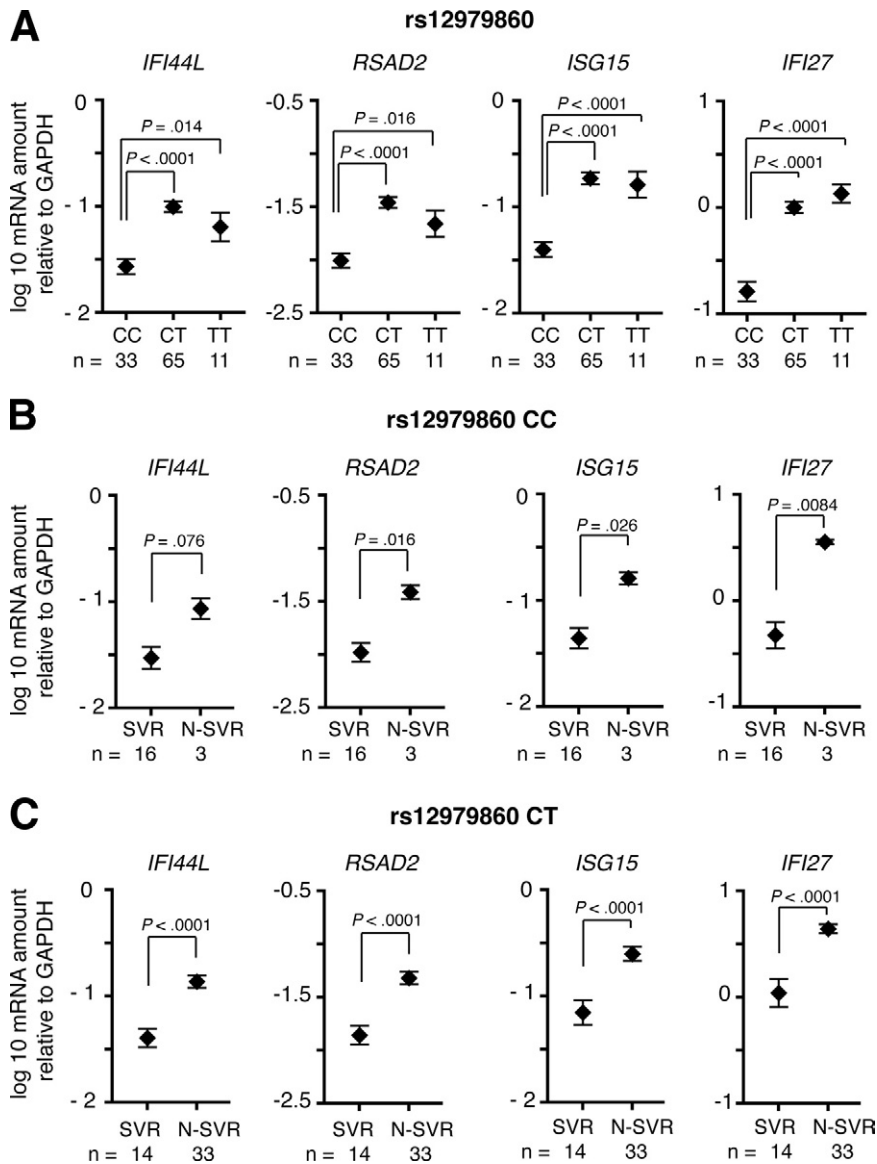 A
rs12979860
IFI44L RSAD2 ISG15 IFI27
log 10 mRNA amount
relative to GAPDH
0 -0.5 0 1
P = .014 P = .016 P < .0001 P < .0001
P < .0001 P < .0001 P < .0001 P < .0001
- 1 -1.5 - 1 0
- 2 -2.5 - 2 -1
CC CT TT CC CT TT CC CT TT CC CT TT
n = 33 65 11 n = 33 65 11 n = 33 65 11 n = 33 65 11
B
rs12979860 CC
IFI44L RSAD2 ISG15 IFI27
log 10 mRNA amount
relative to GAPDH
0 -0.5 0 1
P = .076 P = .016 P = .026 P = .0084
- 1 -1.5 - 1 0
- 2 -2.5 - 2 -1
SVR N-SVR SVR N-SVR SVR N-SVR SVR N-SVR
n = 16 3 n = 16 3 n = 16 3 n = 16 3
C
rs12979860 CT
IFI44L RSAD2 ISG15 IFI27
log 10 mRNA amount
relative to GAPDH
0 -0.5 0 1
P < .0001 P < .0001 P < .0001 P < .0001
- 1 -1.5 - 1 0
- 2 -2.5 - 2 -1
SVR N-SVR SVR N-SVR SVR N-SVR SVR N-SVR
n = 14 33 n = 14 33 n = 14 33 n = 14 33